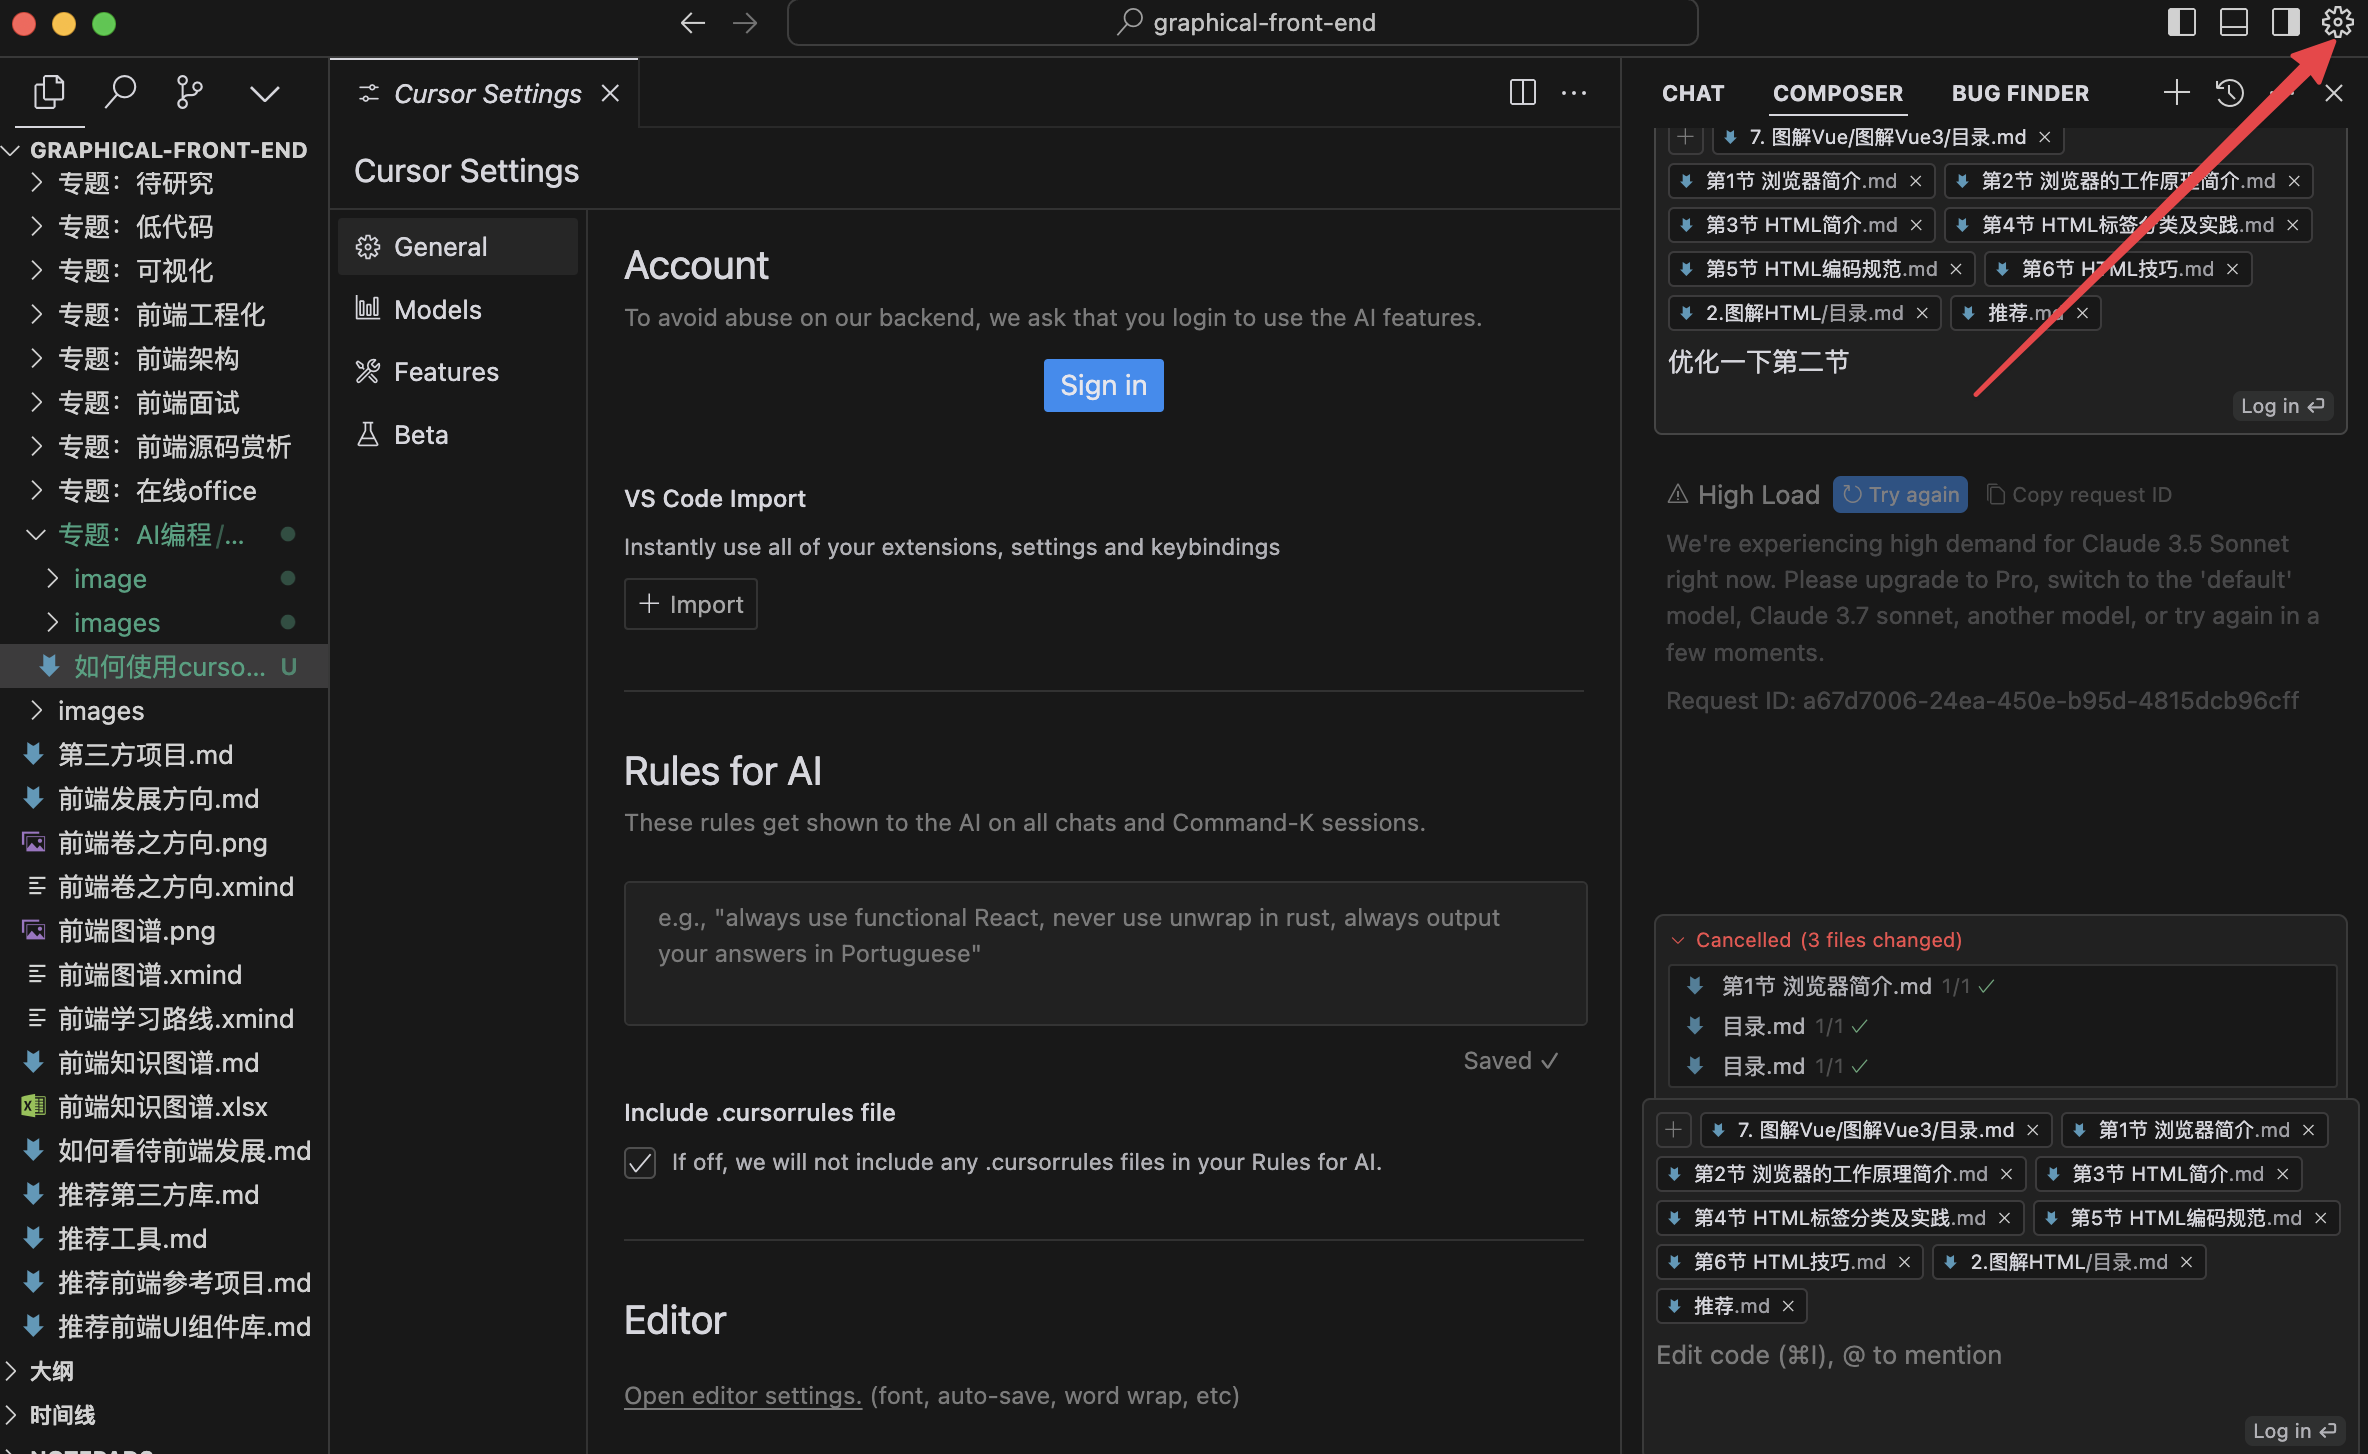 graphical-front-end
GRAPHICAL-FRONT-END
专题：待研究
专题：低代码
专题：可视化
专题：前端工程化
专题：前端架构
专题：前端面试
专题：前端源码赏析
专题：在线office
专题：AI编程/...
image
images
如何使用curso... U
images
第三方项目.md
前端发展方向.md
前端卷之方向.png
前端卷之方向.xmind
前端图谱.png
前端图谱.xmind
前端学习路线.xmind
前端知识图谱.md
前端知识图谱.xlsx
如何看待前端发展.md
推荐第三方库.md
推荐工具.md
推荐前端参考项目.md
推荐前端UI组件库.md
大纲
时间线
NOTEPADS
Cursor Settings
Cursor Settings
General
Models
Features
Beta
Account
To avoid abuse on our backend, we ask that you login to use the AI features.
Sign in
VS Code Import
Instantly use all of your extensions, settings and keybindings
+ Import
Rules for AI
These rules get shown to the AI on all chats and Command-K sessions.
e.g., "always use functional React, never use unwrap in rust, always output
your answers in Portuguese"
Saved ✓
Include .cursorrules file
If off, we will not include any .cursorrules files in your Rules for AI.
Editor
Open editor settings. (font, auto-save, word wrap, etc)
CHAT COMPOSER BUG FINDER
7. 图解Vue/图解Vue3/目录.md
第1节 浏览器简介.md 第2节 浏览器的工作原理简介.md
第3节 HTML简介.md 第4节 HTML标签分类及实践.md
第5节 HTML编码规范.md 第6节 HTML技巧.md
2.图解HTML/目录.md 推荐.md
优化一下第二节
Log in ⏎
High Load Try again Copy request ID
We're experiencing high demand for Claude 3.5 Sonnet
right now. Please upgrade to Pro, switch to the 'default'
model, Claude 3.7 sonnet, another model, or try again in a
few moments.
Request ID: a67d7006-24ea-450e-b95d-4815dcb96cff
Cancelled (3 files changed)
第1节 浏览器简介.md 1/1 ✓
目录.md 1/1 ✓
目录.md 1/1 ✓
7. 图解Vue/图解Vue3/目录.md 第1节 浏览器简介.md
第2节 浏览器的工作原理简介.md 第3节 HTML简介.md
第4节 HTML标签分类及实践.md 第5节 HTML编码规范.md
第6节 HTML技巧.md 2.图解HTML/目录.md
推荐.md
Edit code (⌘I), @ to mention
Log in ⏎